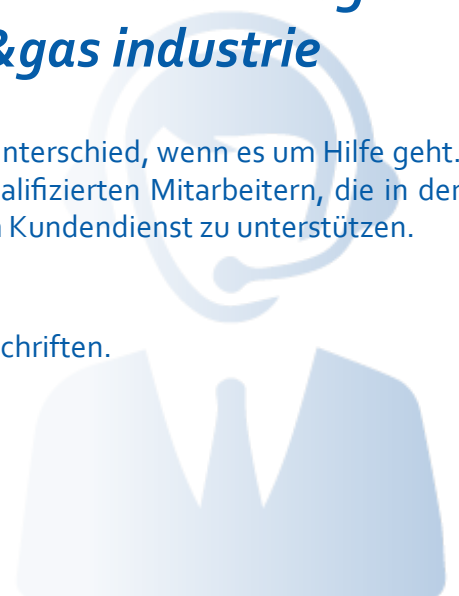 &gas industrie
nterschied, wenn es um Hilfe geht.
alifizierten Mitarbeitern, die in der
Kundendienst zu unterstützen.
chriften.